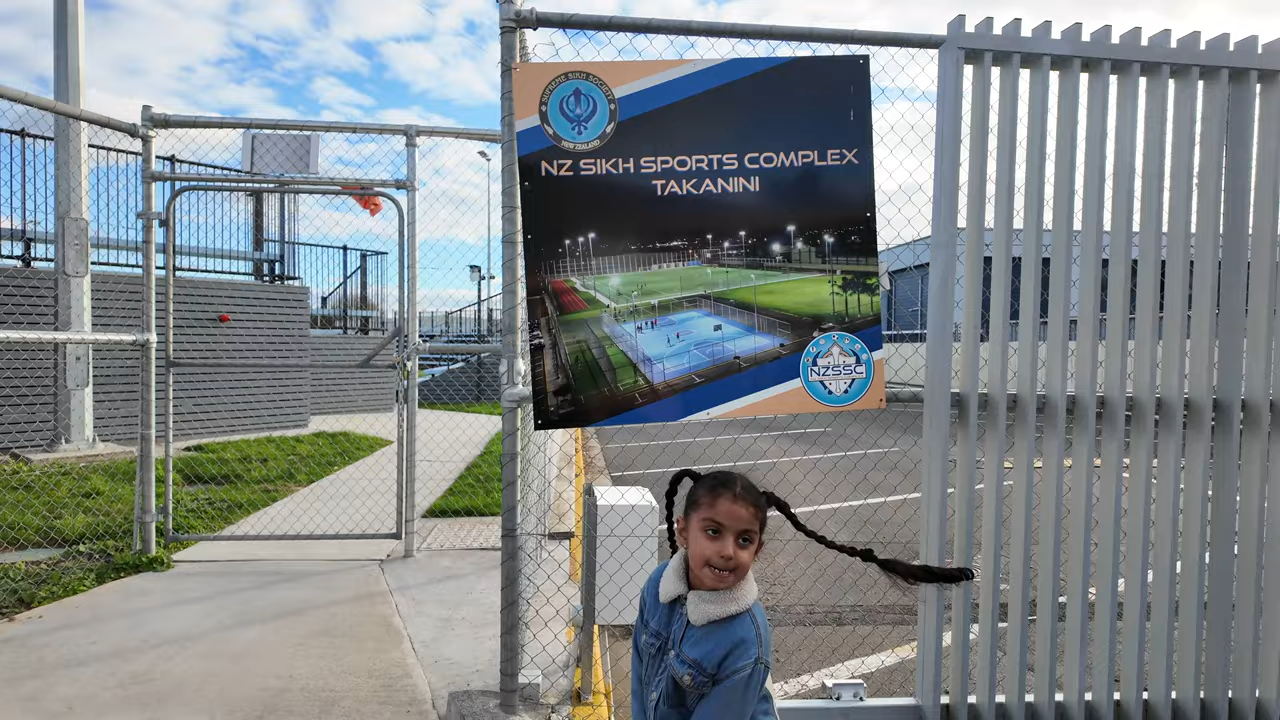 SUPREME SIKH SOCIETY
NEW ZEALAND
NZ SIKH SPORTS COMPLEX
TAKANINI
NZSSC